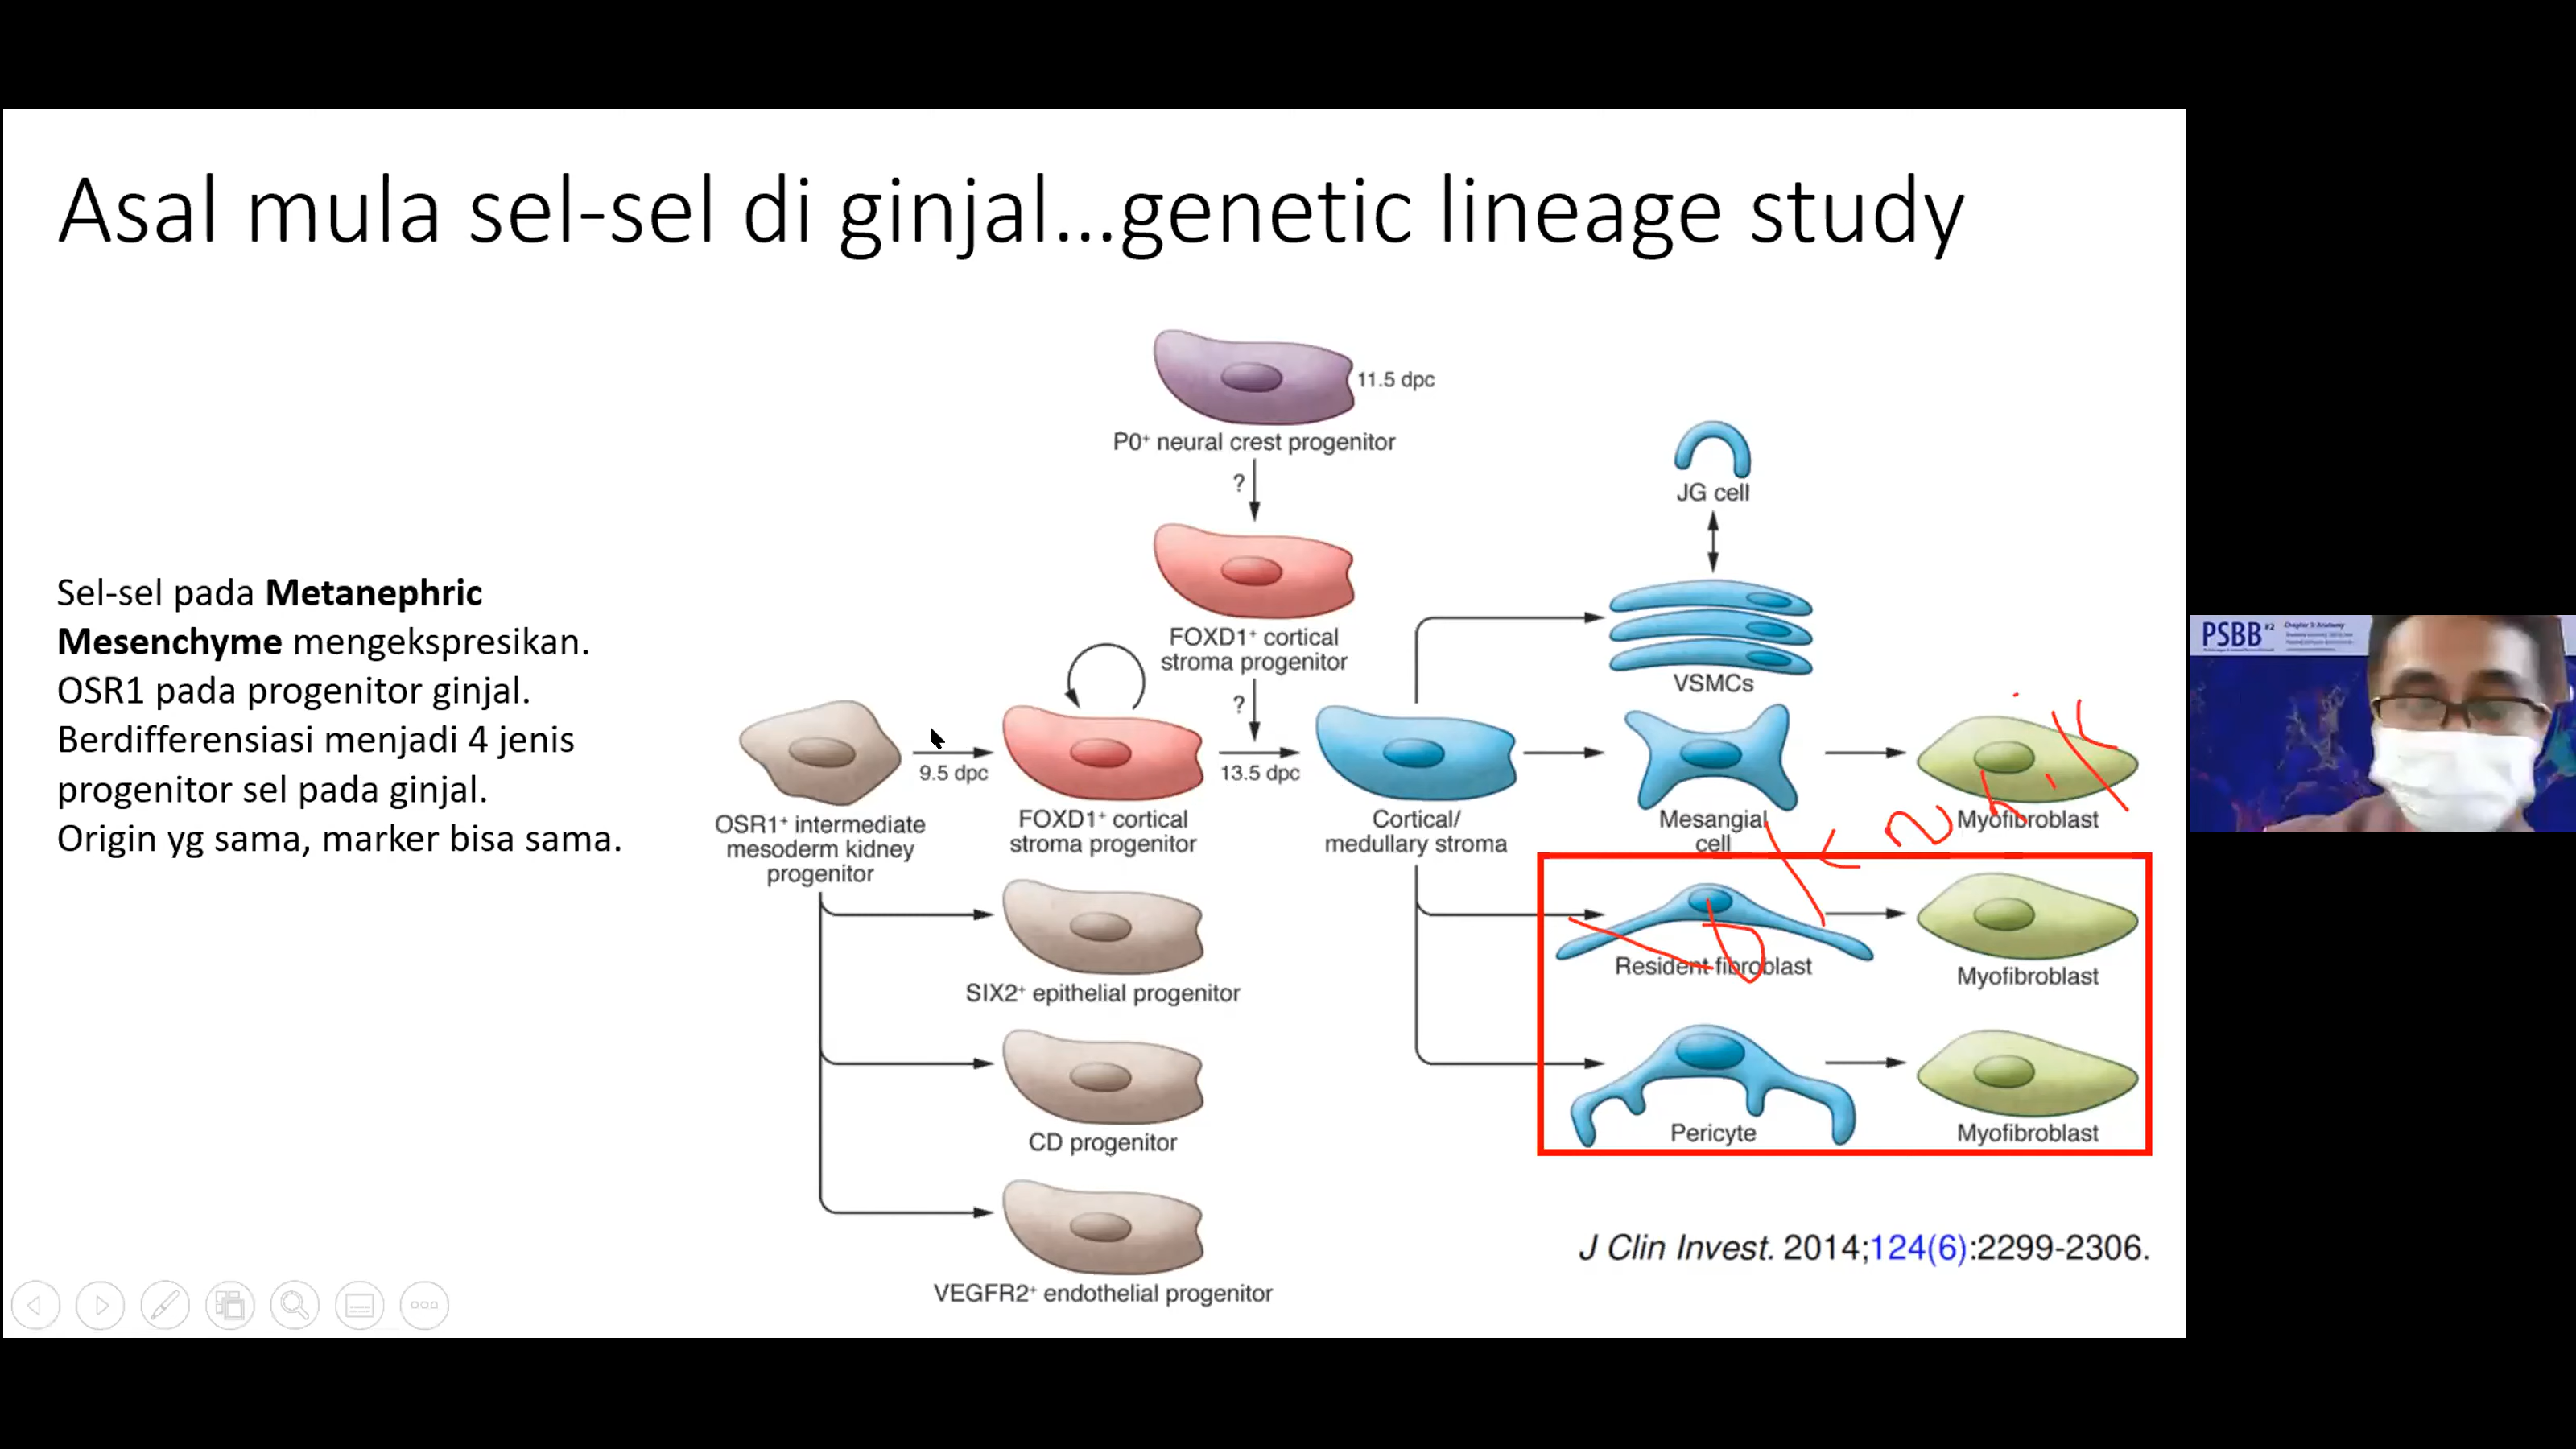 Asal mula sel-sel di ginjal...genetic lineage study
Sel-sel pada Metanephric
Mesenchyme mengekspresikan.
OSR1 pada progenitor ginjal.
Berdifferensiasi menjadi 4 jenis
progenitor sel pada ginjal.
Origin yg sama, marker bisa sama.
11.5 dpc
P0⁺ neural crest progenitor
?
FOXD1⁺ cortical
stroma progenitor
?
JG cell
VSMCs
9.5 dpc
13.5 dpc
OSR1⁺ intermediate
mesoderm kidney
progenitor
FOXD1⁺ cortical
stroma progenitor
Cortical/
medullary stroma
Mesangial
cell
Myofibroblast
SIX2⁺ epithelial progenitor
CD progenitor
VEGFR2⁺ endothelial progenitor
Resident fibroblast
Myofibroblast
Pericyte
Myofibroblast
J Clin Invest. 2014;124(6):2299-2306.
PSBB #2
Chapter 3: Anatomy